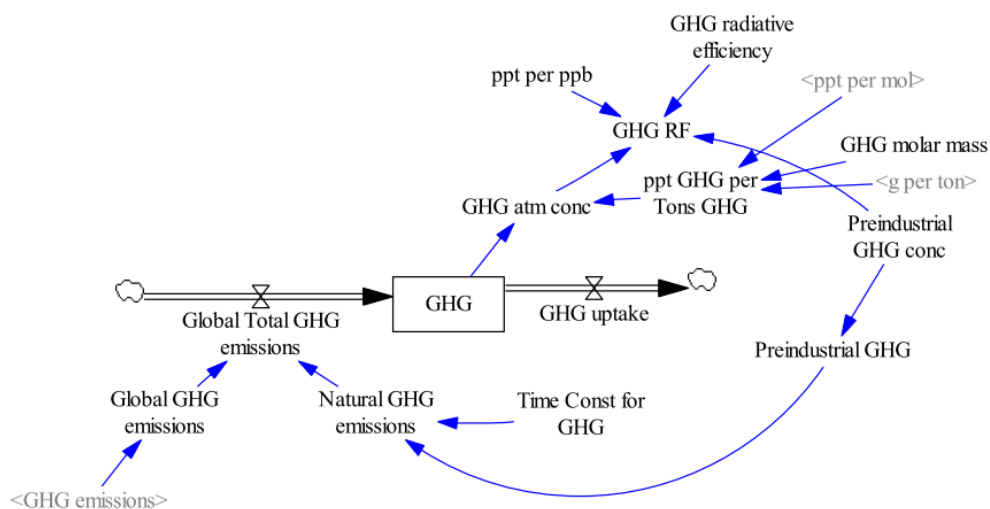 GHG radiative
efficiency
ppt per ppb
<ppt per mol>
GHG RF
GHG molar mass
ppt GHG per
Tons GHG
<g per ton>
GHG atm conc
Preindustrial
GHG conc
GHG
GHG uptake
Global Total GHG
emissions
Preindustrial GHG
Global GHG
emissions
Natural GHG
emissions
Time Const for
GHG
<GHG emissions>